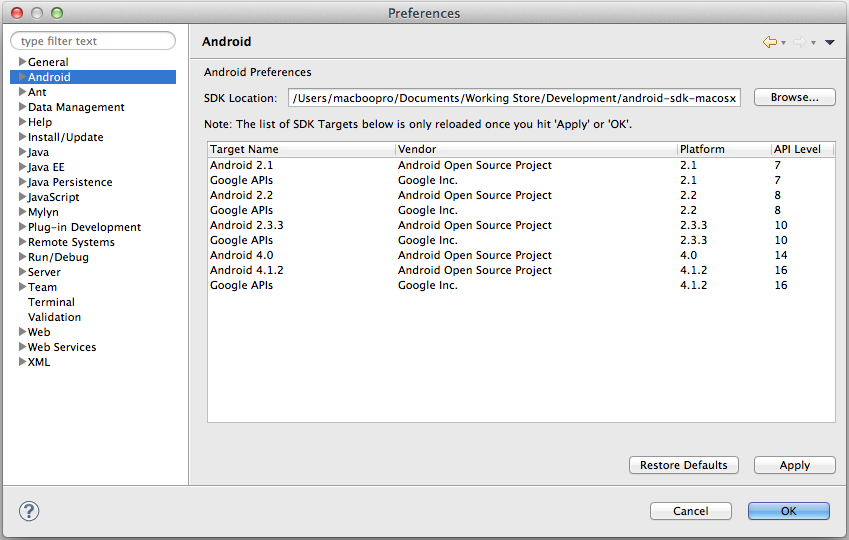 Preferences
type filter text
General
Android
Ant
Data Management
Help
Install/Update
Java
Java EE
Java Persistence
JavaScript
Mylyn
Plug-in Development
Remote Systems
Run/Debug
Server
Team
Terminal
Validation
Web
Web Services
XML
Android
Android Preferences
SDK Location: /Users/macboopro/Documents/Working Store/Development/android-sdk-macosx Browse...
Note: The list of SDK Targets below is only reloaded once you hit 'Apply' or 'OK'.
Target Name Vendor Platform API Level
Android 2.1 Android Open Source Project 2.1 7
Google APIs Google Inc. 2.1 7
Android 2.2 Android Open Source Project 2.2 8
Google APIs Google Inc. 2.2 8
Android 2.3.3 Android Open Source Project 2.3.3 10
Google APIs Google Inc. 2.3.3 10
Android 4.0 Android Open Source Project 4.0 14
Android 4.1.2 Android Open Source Project 4.1.2 16
Google APIs Google Inc. 4.1.2 16
Restore Defaults Apply
? Cancel OK